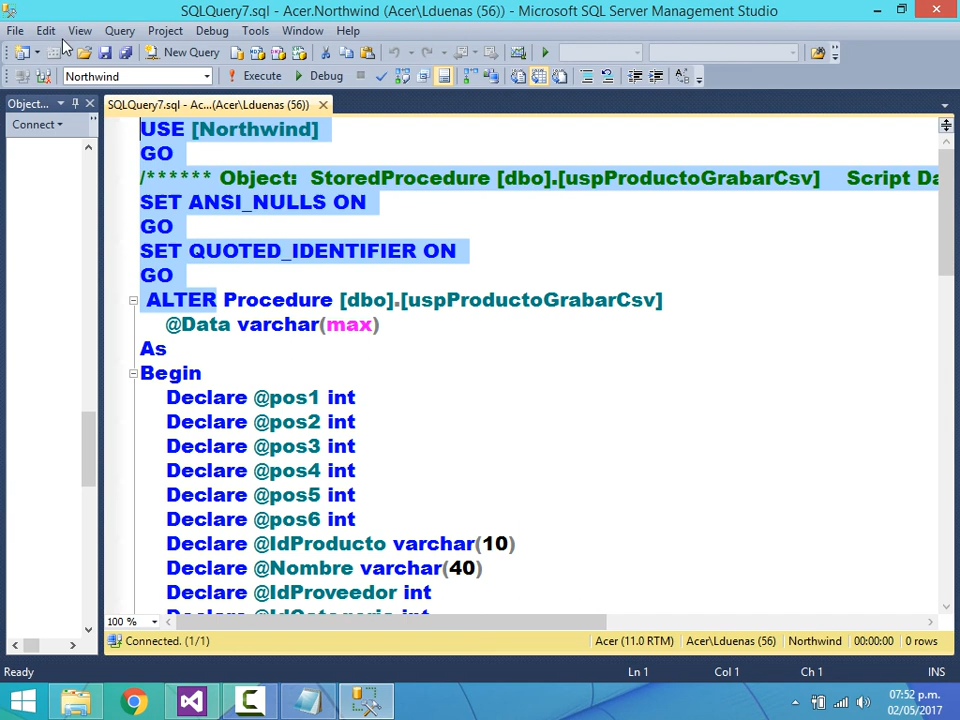 SQLQuery7.sql - Acer.Northwind (Acer\Lduenas (56)) - Microsoft SQL Server Management Studio
File Edit View Query Project Debug Tools Window Help
New Query
Northwind Execute Debug
Object... SQLQuery7.sql - Ac...(Acer\Lduenas (56))
Connect
USE [Northwind]
GO
/****** Object:  StoredProcedure [dbo].[uspProductoGrabarCsv]    Script Da
SET ANSI_NULLS ON
GO
SET QUOTED_IDENTIFIER ON
GO
ALTER Procedure [dbo].[uspProductoGrabarCsv]
@Data varchar(max)
As
Begin
Declare @pos1 int
Declare @pos2 int
Declare @pos3 int
Declare @pos4 int
Declare @pos5 int
Declare @pos6 int
Declare @IdProducto varchar(10)
Declare @Nombre varchar(40)
Declare @IdProveedor int
100 %
Connected. (1/1) Acer (11.0 RTM) Acer\Lduenas (56) Northwind 00:00:00 0 rows
Ready Ln 1 Col 1 Ch 1 INS
07:52 p.m.
02/05/2017